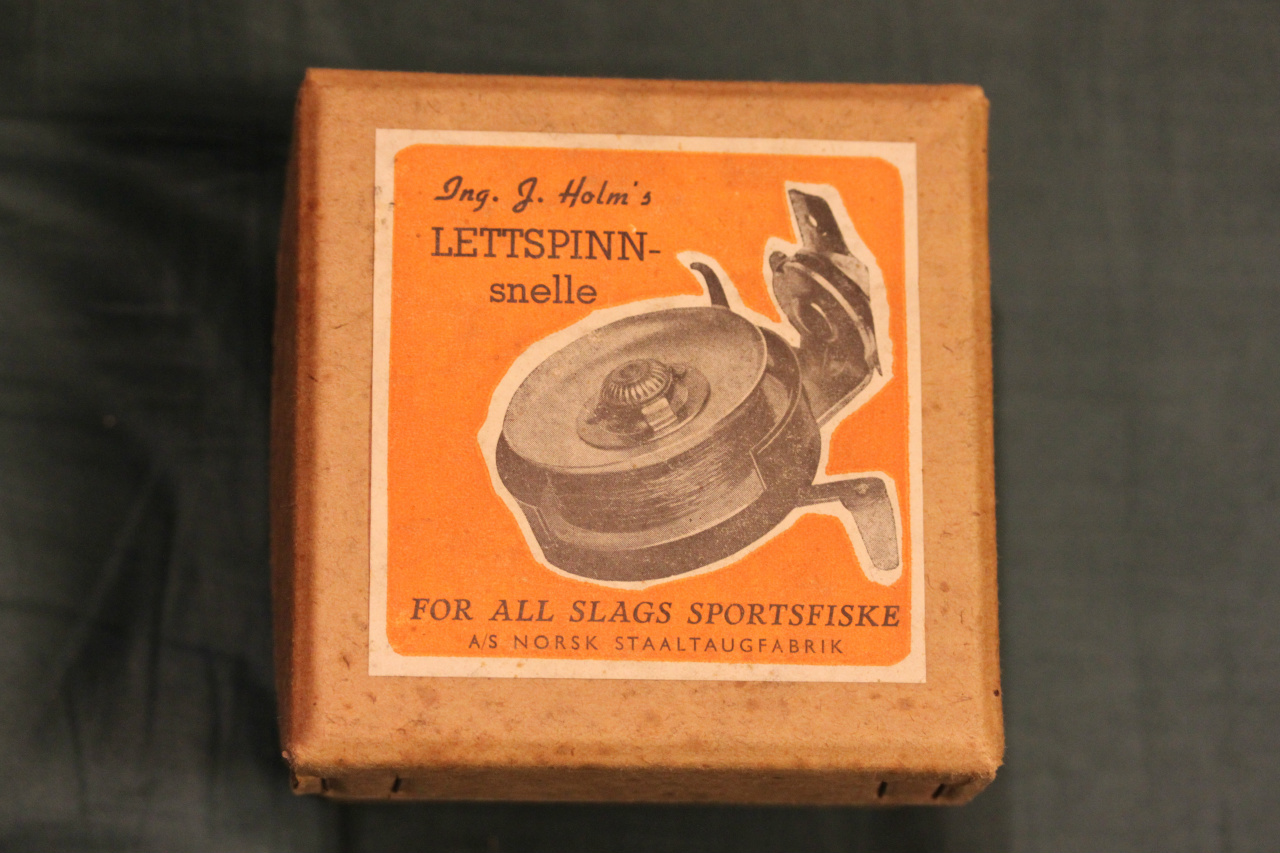 Ing. J. Holm's
LETTSPINN-
snelle
FOR ALL SLAGS SPORTSFISKE
A/S NORSK STAALTAUGFABRIK